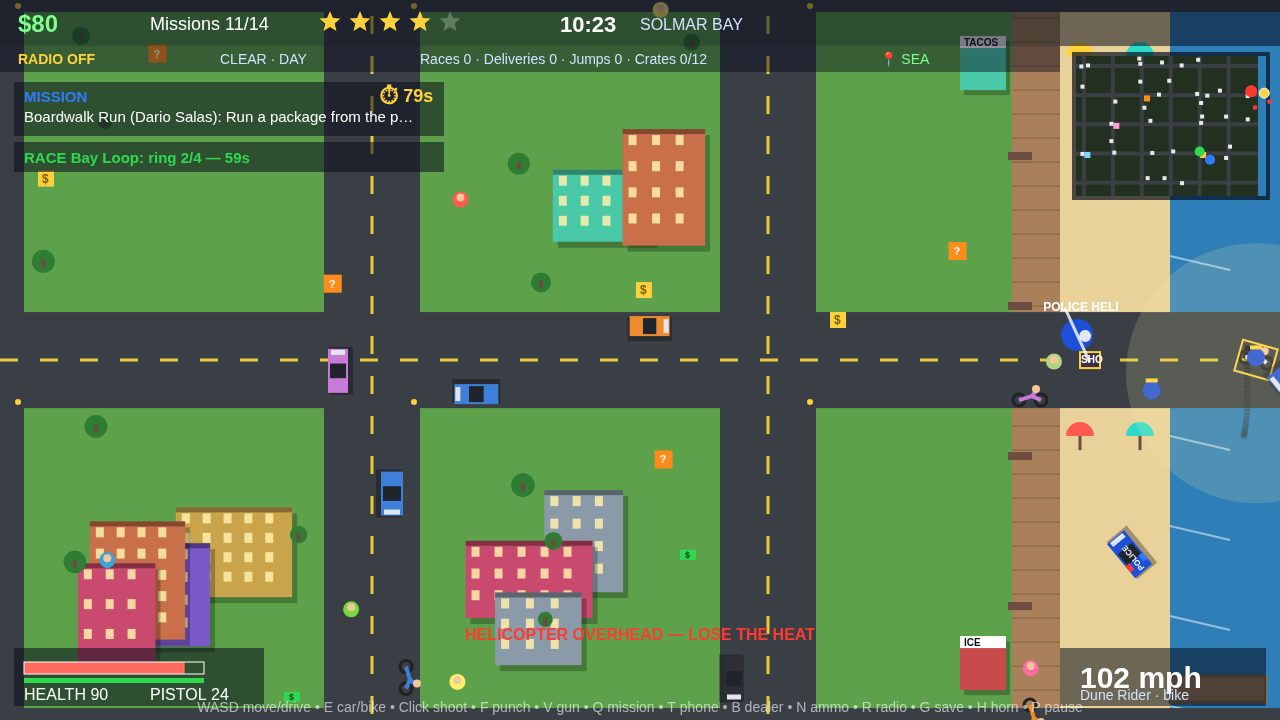 $80
Missions 11/14
10:23
SOLMAR BAY
RADIO OFF
CLEAR · DAY
Races 0 · Deliveries 0 · Jumps 0 · Crates 0/12
SEA
TACOS
MISSION
79s
Boardwalk Run (Dario Salas): Run a package from the p…
RACE Bay Loop: ring 2/4 — 59s
?
$
?
?
$
$
POLICE HELI
SHO
?
$
POLICE
HELICOPTER OVERHEAD — LOSE THE HEAT
ICE
HEALTH 90
PISTOL 24
$
102 mph
Dune Rider · bike
WASD move/drive • E car/bike • Click shoot • F punch • V gun • Q mission • T phone • B dealer • N ammo • R radio • G save • H horn • P pause